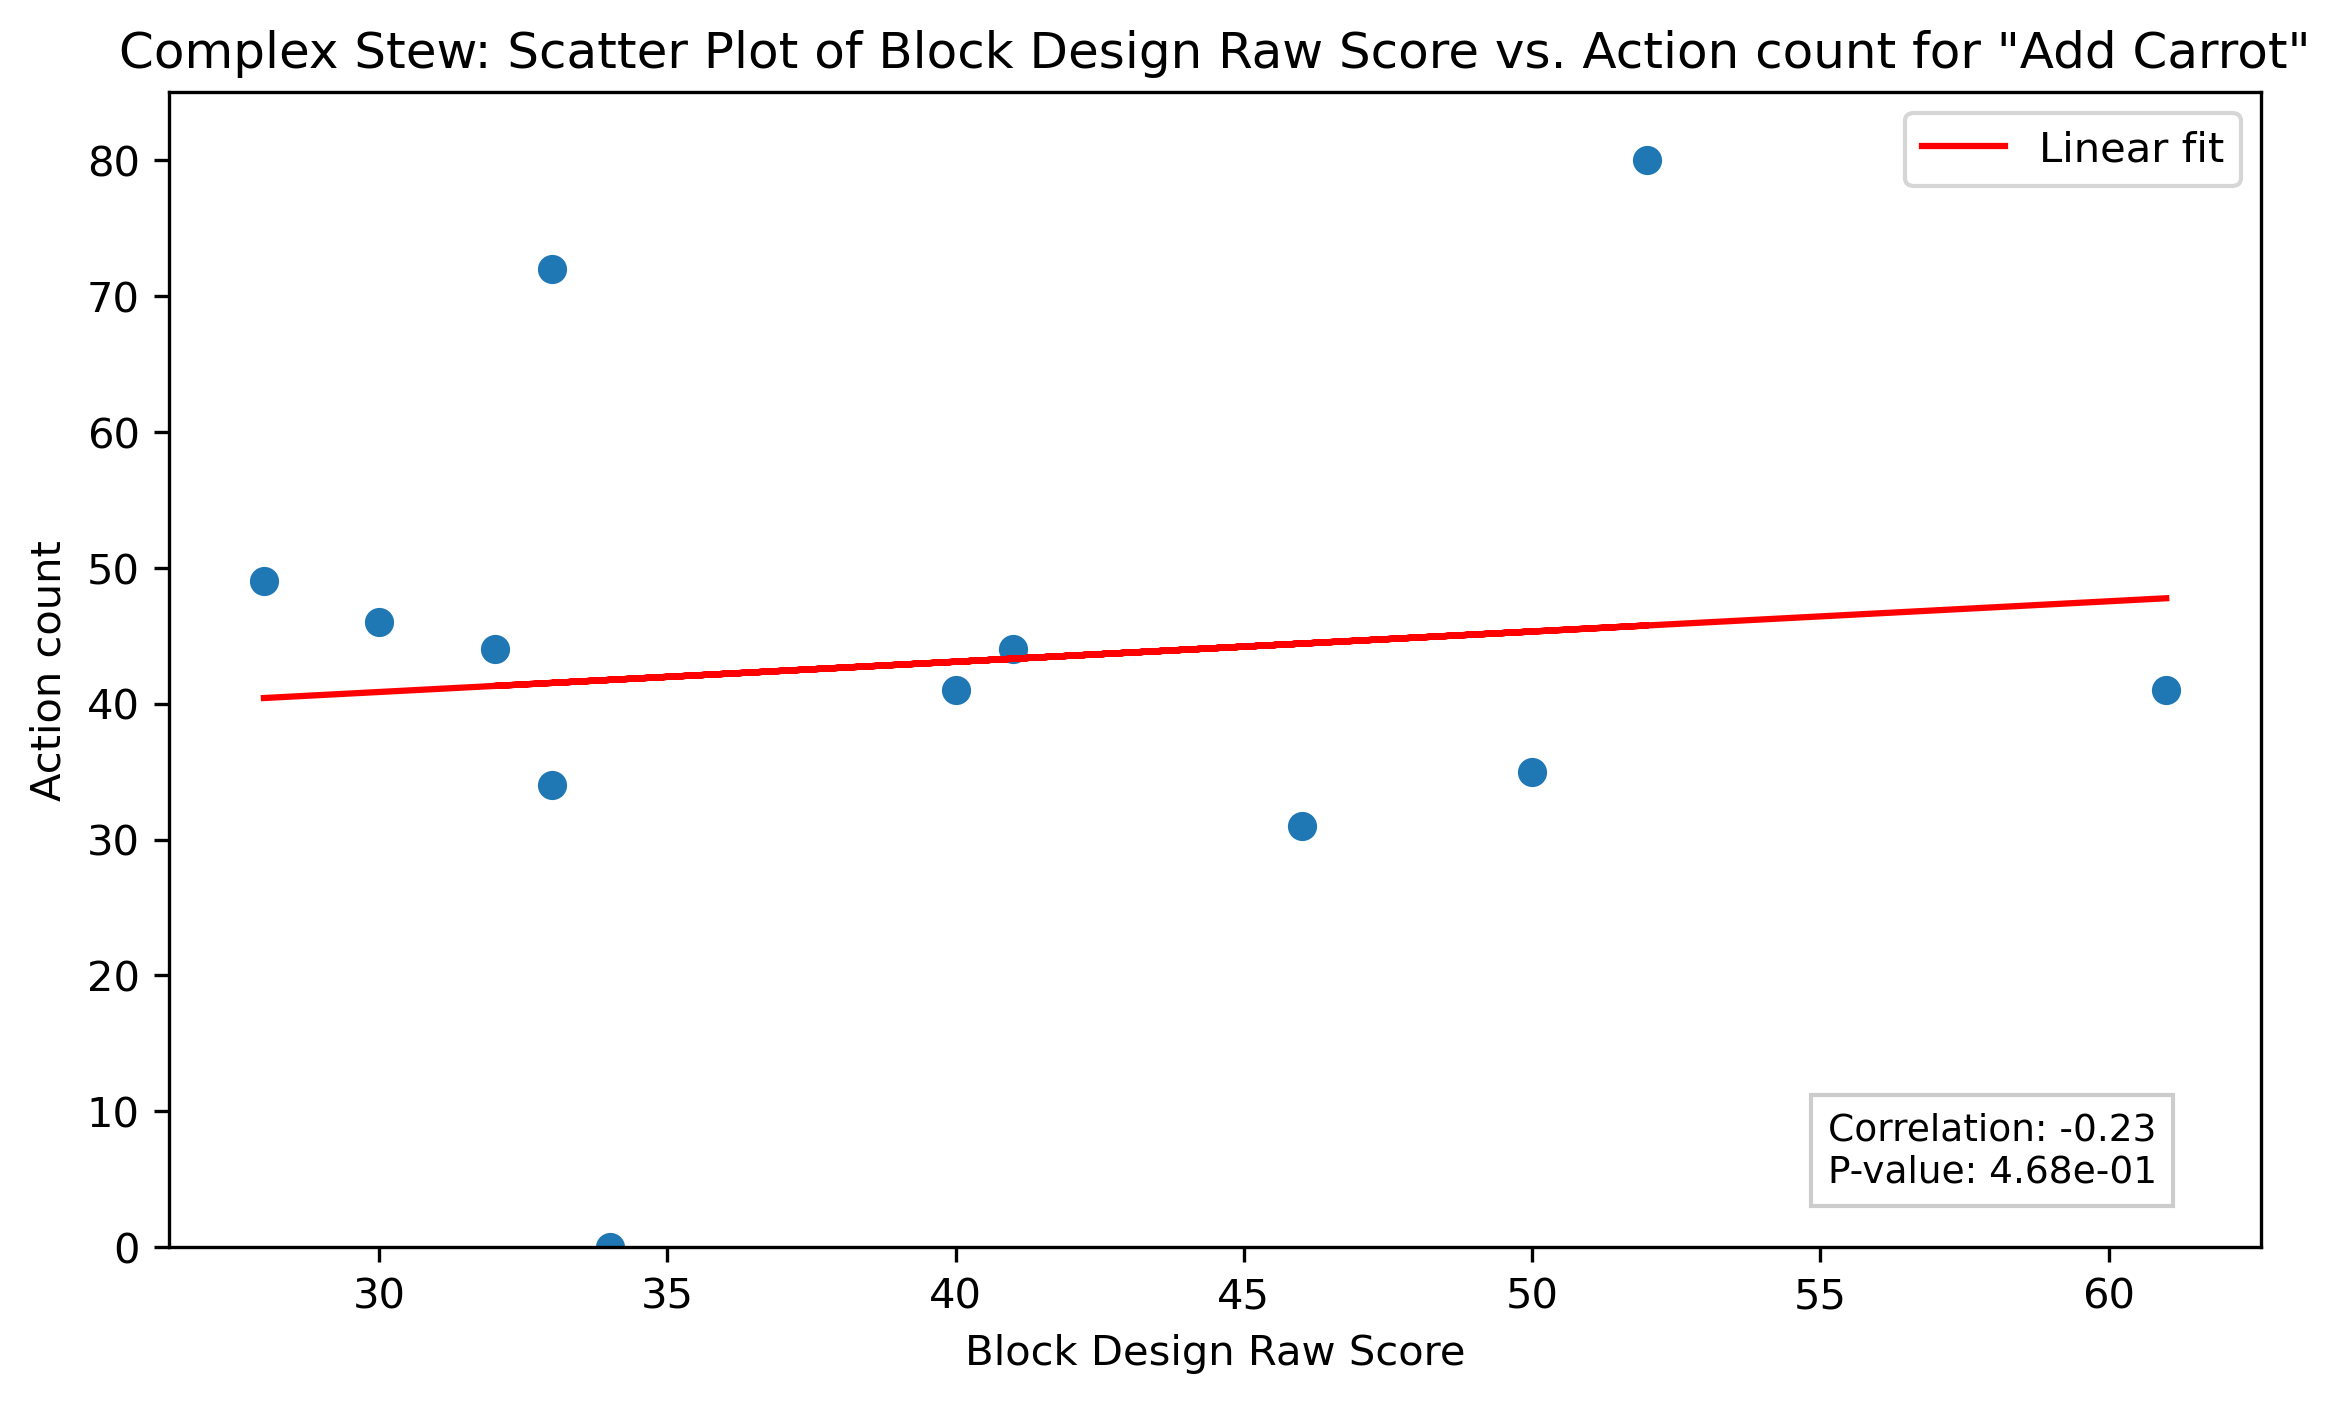 Complex Stew: Scatter Plot of Block Design Raw Score vs. Action count for "Add Carrot"
Linear fit
80
70
60
50
40
30
20
10
0
Action count
Correlation: -0.23
P-value: 4.68e-01
30 35 40 45 50 55 60
Block Design Raw Score